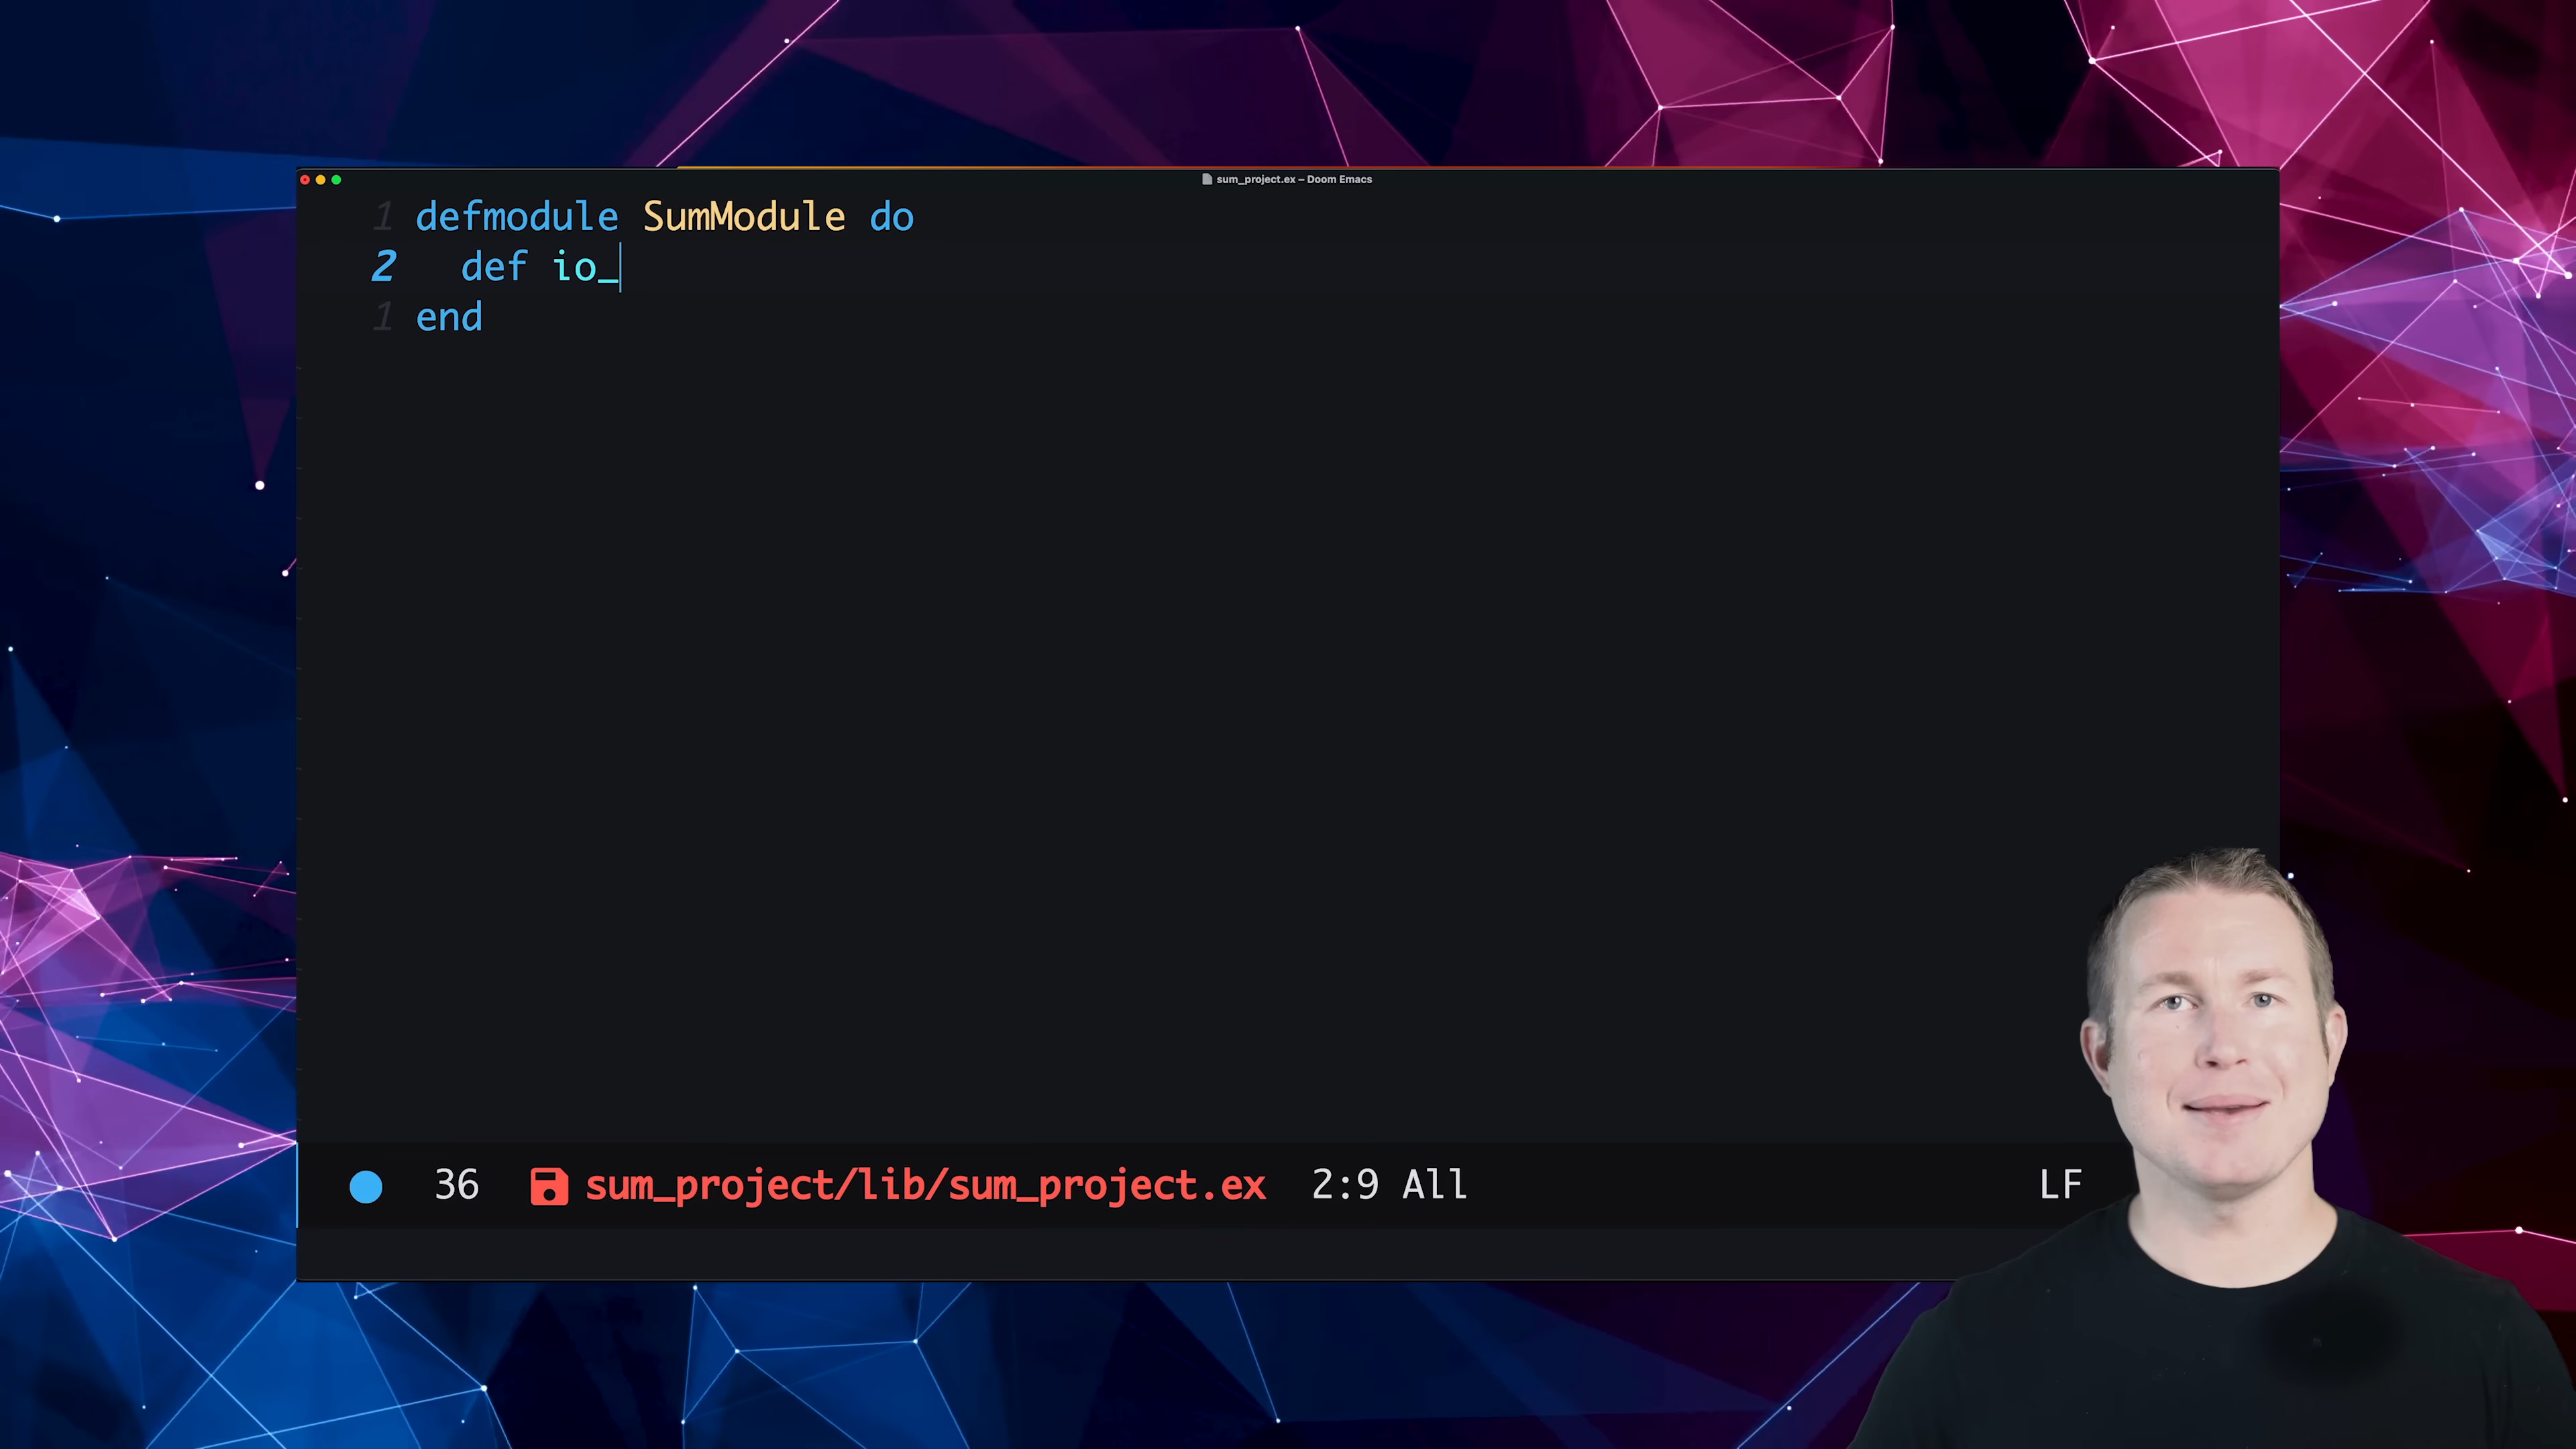 sum_project.ex – Doom Emacs
1 defmodule SumModule do
2 def io_
1 end
36 sum_project/lib/sum_project.ex 2:9 All LF